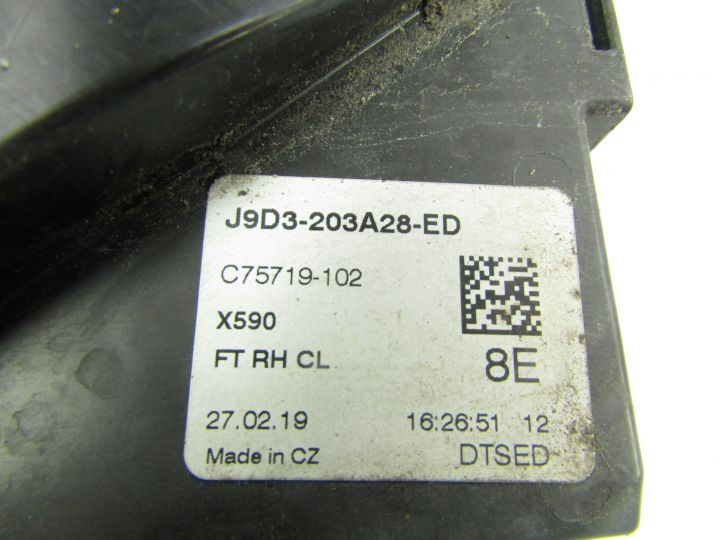 J9D3-203A28-ED
C75719-102
X590
FT RH CL 8E
27.02.19 16:26:51 12
Made in CZ DTSED